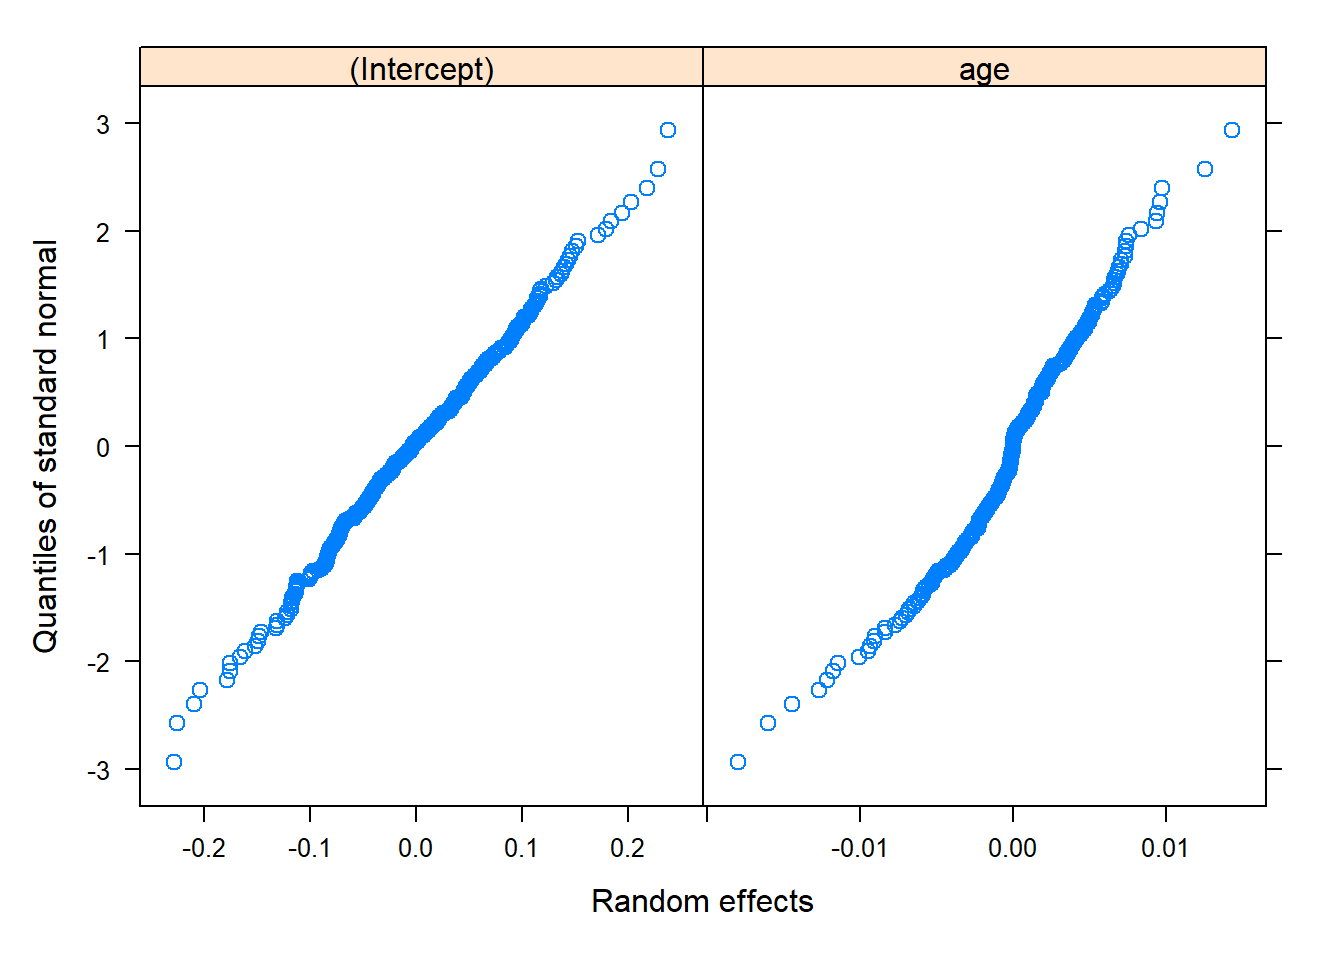 (Intercept) age
3
2
1
0
-1
-2
-3
Quantiles of standard normal
-0.2 -0.1 0.0 0.1 0.2 -0.01 0.00 0.01
Random effects